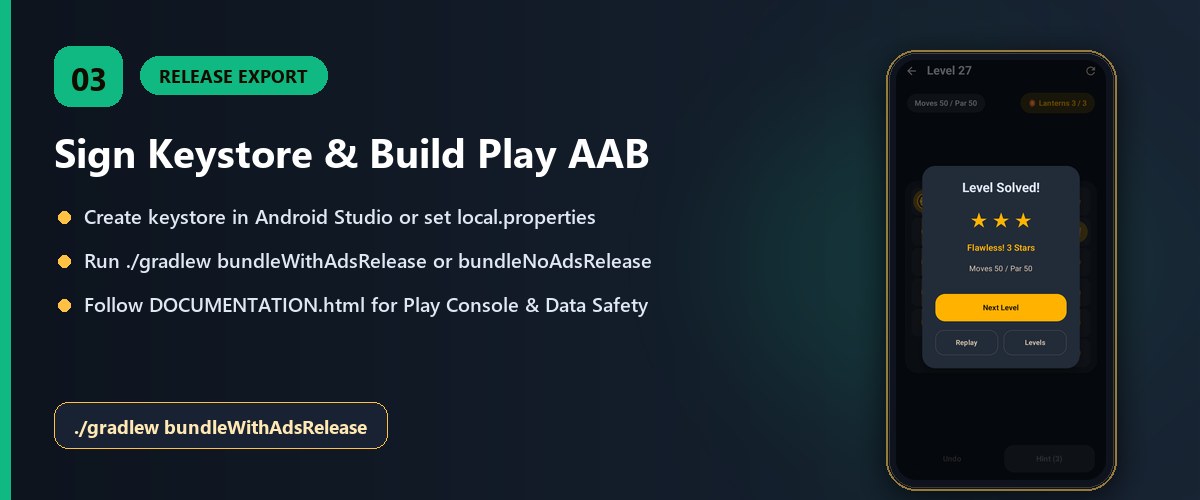 03
RELEASE EXPORT
Sign Keystore & Build Play AAB
Create keystore in Android Studio or set local.properties
Run ./gradlew bundleWithAdsRelease or bundleNoAdsRelease
Follow DOCUMENTATION.html for Play Console & Data Safety
./gradlew bundleWithAdsRelease
Level 27
Moves 50 / Par 50
Lanterns 3 / 3
Level Solved!
Flawless! 3 Stars
Moves 50 / Par 50
Next Level
Replay
Levels
Undo
Hint (3)